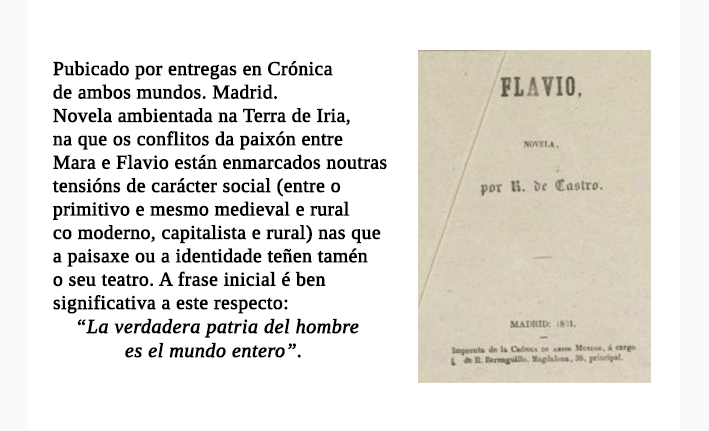 Pubicado por entregas en Crónica
de ambos mundos. Madrid.
Novela ambientada na Terra de Iria,
na que os conflitos da paixón entre
Mara e Flavio están enmarcados noutras
tensións de carácter social (entre o
primitivo e mesmo medieval e rural
co moderno, capitalista e rural) nas que
a paisaxe ou a identidade teñen tamén
o seu teatro. A frase inicial é ben
significativa a este respecto:
“La verdadera patria del hombre
es el mundo entero”.
FLAVIO,
NOVELA,
por R. de Castro.
MADRID:
Imprenta de la CRÓNICA DE AMBOS MUNDOS, á cargo
de R. Berenguillo, Magdalena, 38, principal.